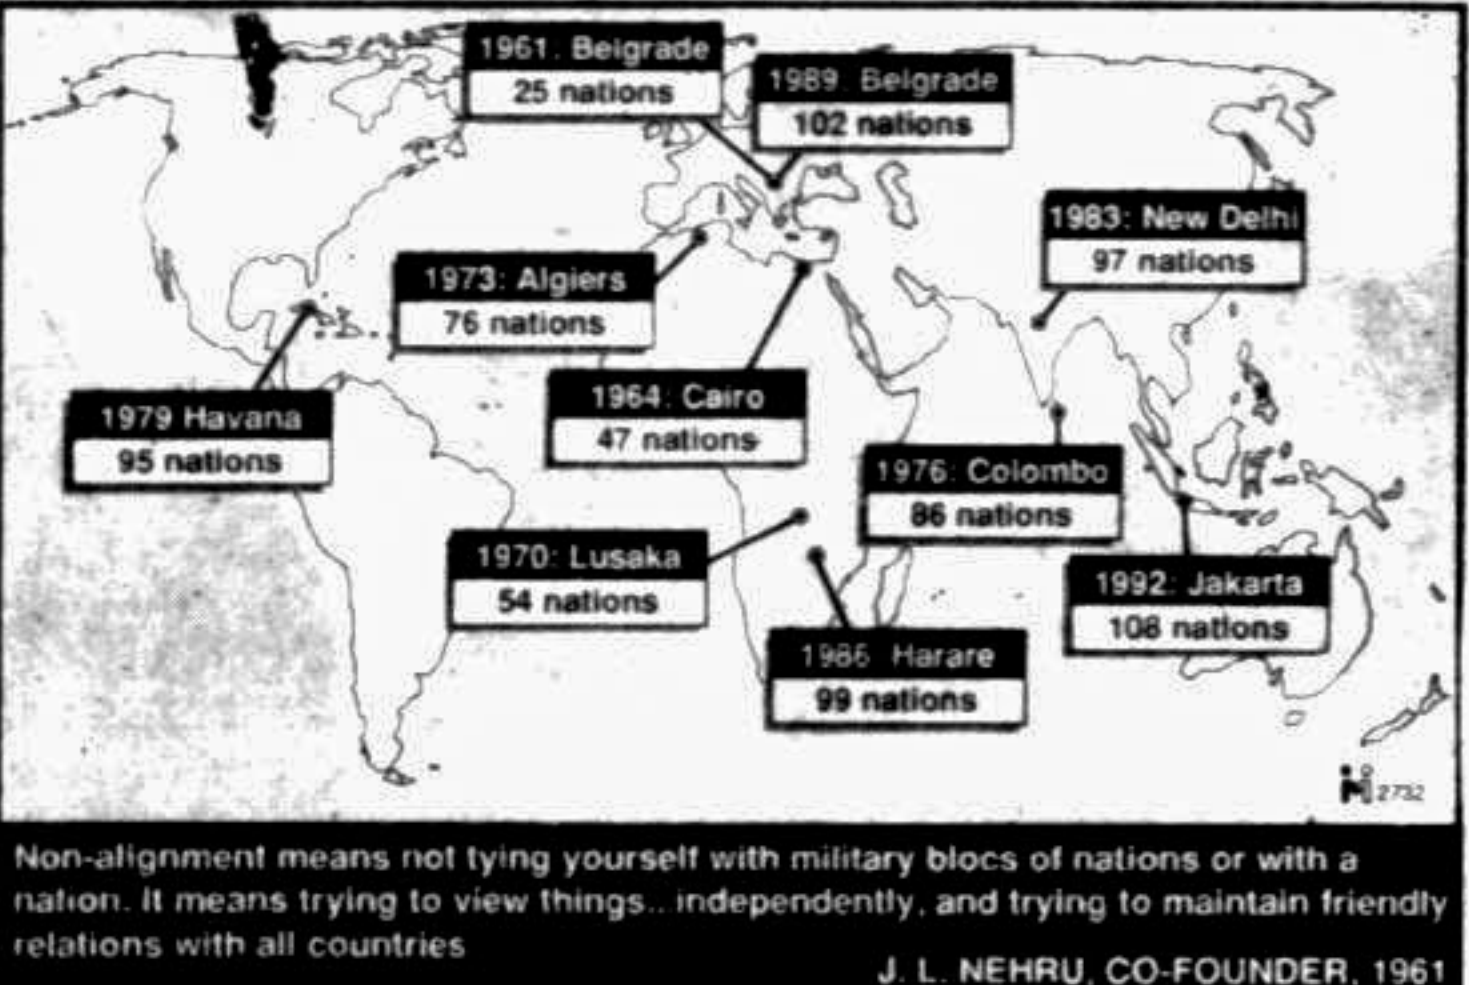 1961: Belgrade
25 nations
1989: Belgrade
102 nations
1983: New Delhi
97 nations
1973: Algiers
76 nations
1964: Cairo
47 nations
1979 Havana
95 nations
1976: Colombo
86 nations
1970: Lusaka
54 nations
1992: Jakarta
108 nations
1986 Harare
99 nations
2732
Non-alignment means not tying yourself with military blocs of nations or with a
nation. It means trying to view things...independently, and trying to maintain friendly
relations with all countries
J. L. NEHRU, CO-FOUNDER, 1961